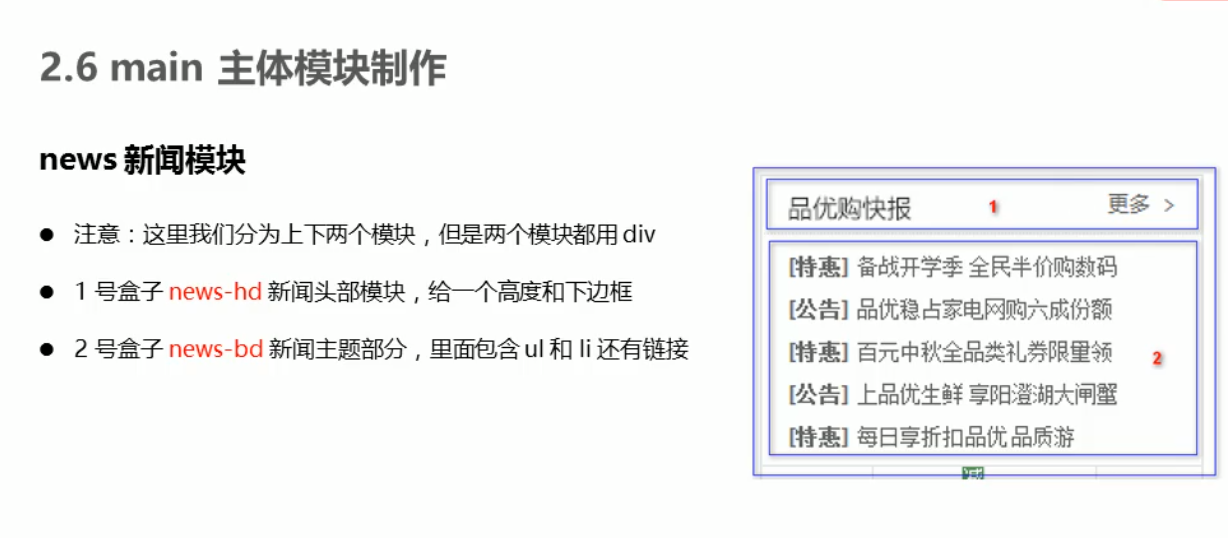 2.6 main 主体模块制作
news 新闻模块
● 注意：这里我们分为上下两个模块，但是两个模块都用 div
● 1 号盒子 news-hd 新闻头部模块，给一个高度和下边框
● 2 号盒子 news-bd 新闻主题部分，里面包含 ul 和 li 还有链接
品优购快报 1 更多 >
[特惠] 备战开学季 全民半价购数码
[公告] 品优稳占家电网购六成份额
[特惠] 百元中秋全品类礼券限量领
2
[公告] 上品优生鲜 享阳澄湖大闸蟹
[特惠] 每日享折扣品优品质游